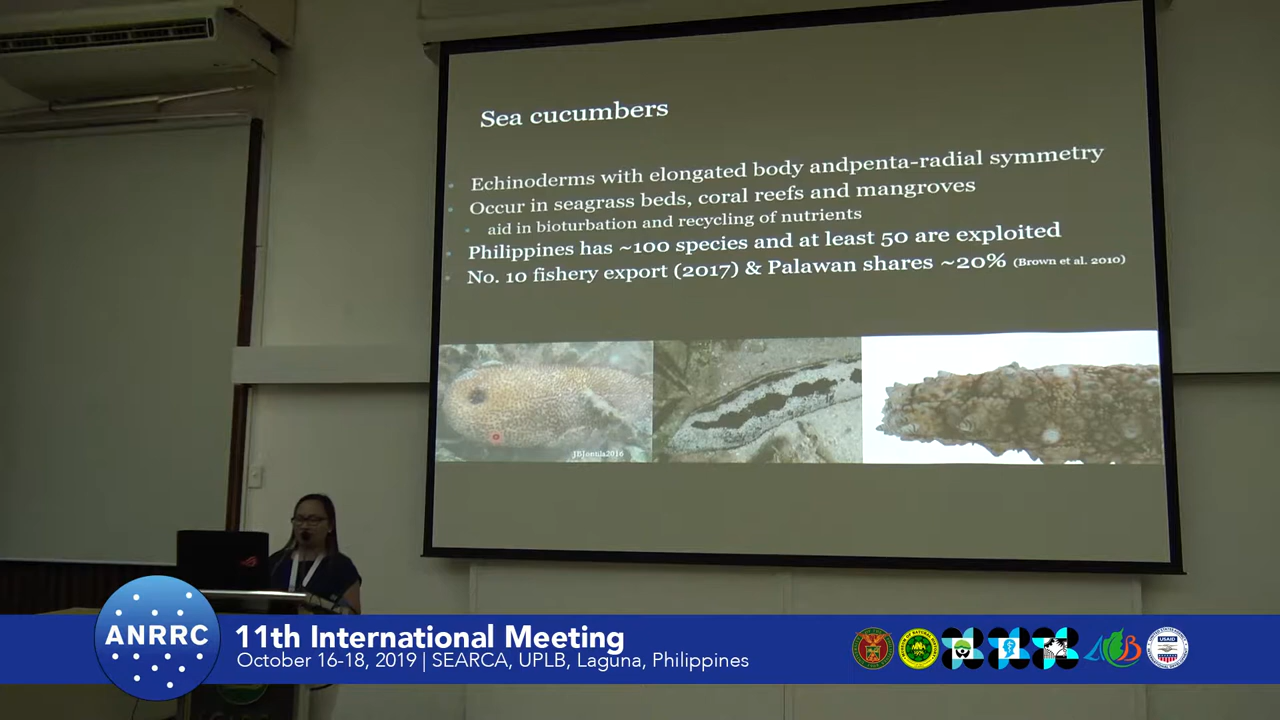 Sea cucumbers
Echinoderms with elongated body andpenta-radial symmetry
Occur in seagrass beds, coral reefs and mangroves
aid in bioturbation and recycling of nutrients
Philippines has ~100 species and at least 50 are exploited
No. 10 fishery export (2017) & Palawan shares ~20% (Brown et al. 2010)
ANRRC
11th International Meeting
October 16-18, 2019 | SEARCA, UPLB, Laguna, Philippines
USAID